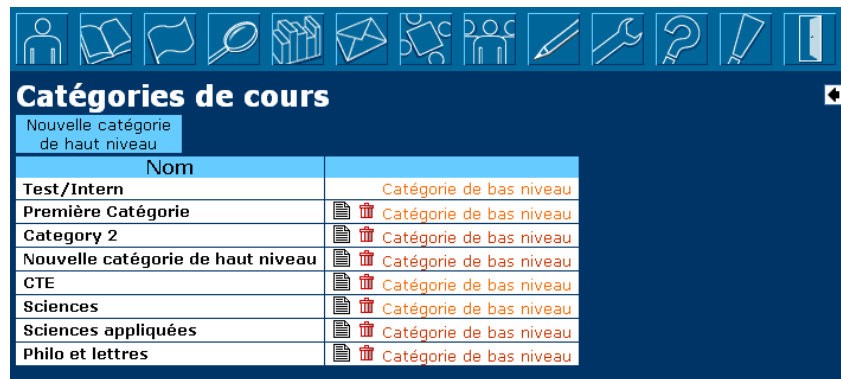 Catégories de cours
Nouvelle catégorie
de haut niveau
Nom
Test/Intern Catégorie de bas niveau
Première Catégorie Catégorie de bas niveau
Category 2 Catégorie de bas niveau
Nouvelle catégorie de haut niveau Catégorie de bas niveau
CTE Catégorie de bas niveau
Sciences Catégorie de bas niveau
Sciences appliquées Catégorie de bas niveau
Philo et lettres Catégorie de bas niveau